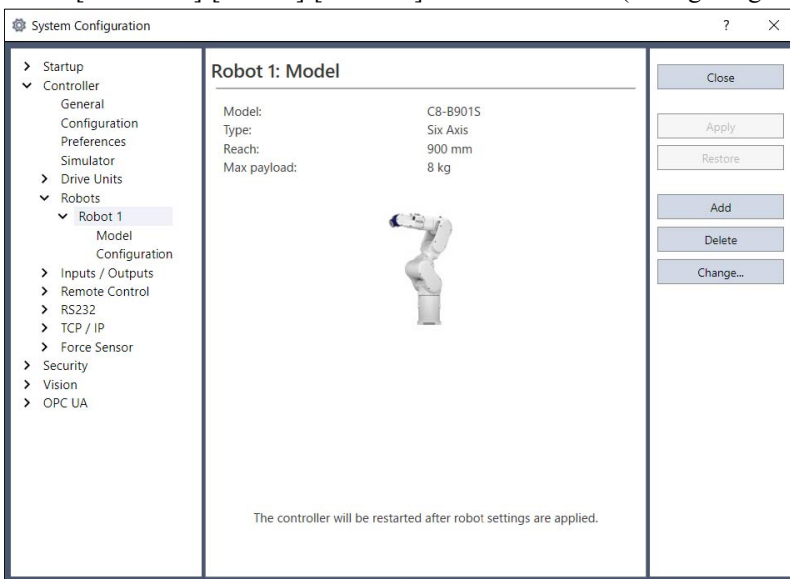 System Configuration
?
Startup
Controller
General
Configuration
Preferences
Simulator
Drive Units
Robots
Robot 1
Model
Configuration
Inputs / Outputs
Remote Control
RS232
TCP / IP
Force Sensor
Security
Vision
OPC UA
Robot 1: Model
Model: C8-B901S
Type: Six Axis
Reach: 900 mm
Max payload: 8 kg
The controller will be restarted after robot settings are applied.
Close
Apply
Restore
Add
Delete
Change...